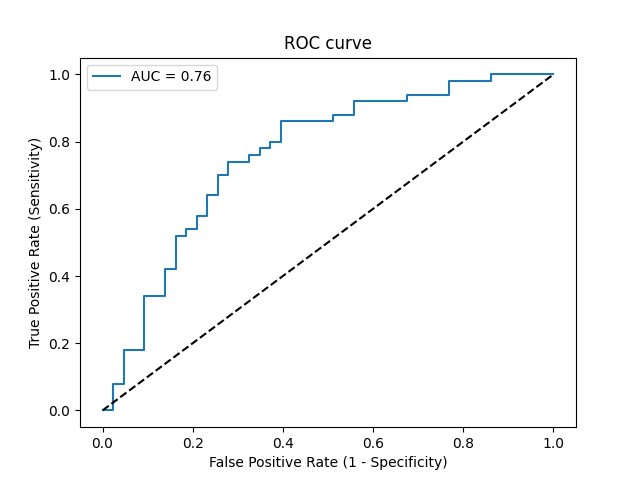 ROC curve
AUC = 0.76
True Positive Rate (Sensitivity)
1.0
0.8
0.6
0.4
0.2
0.0
0.0 0.2 0.4 0.6 0.8 1.0
False Positive Rate (1 - Specificity)